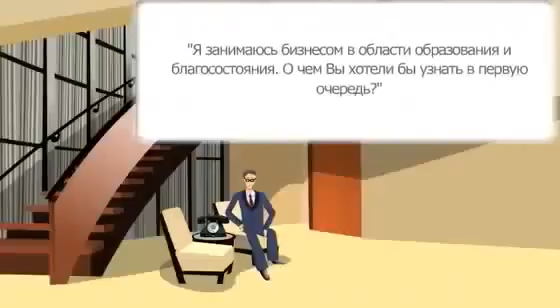 "Я занимаюсь бизнесом в области образования и
благосостояния. О чем Вы хотели бы узнать в первую
очередь?"